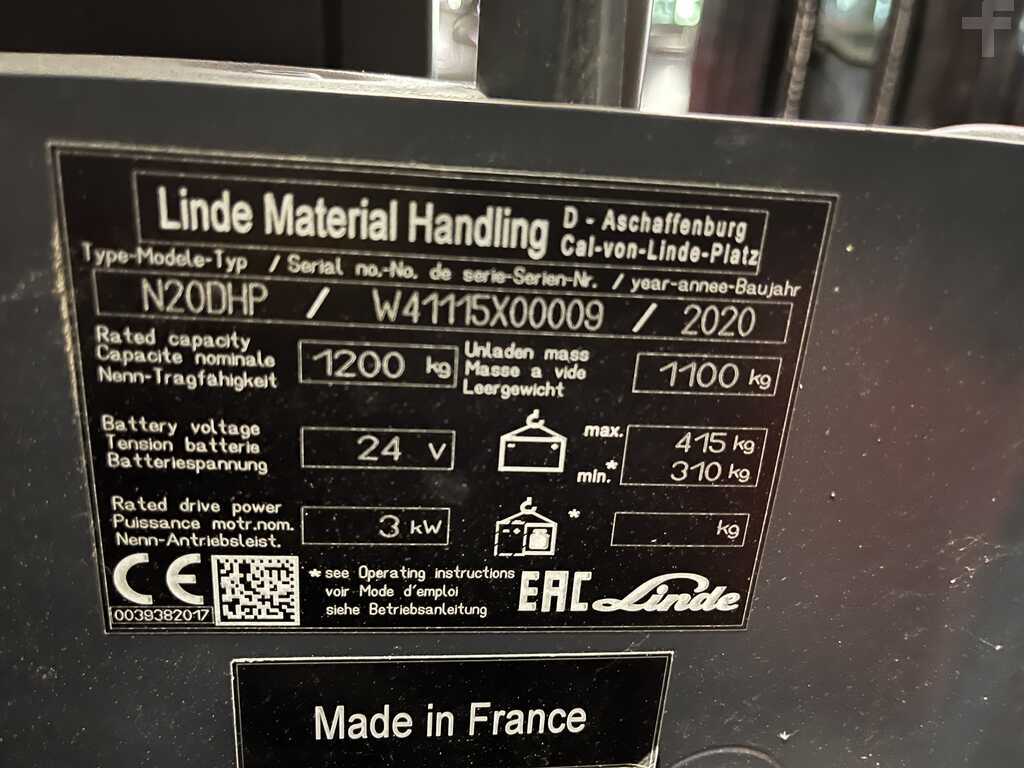 Linde Material Handling
D - Aschaffenburg
Cal-von-Linde-Platz
Type-Modele-Typ / Serial no.-No. de serie-Serien-Nr. / year-annee-Baujahr
N20DHP / W41115X00009 / 2020
Rated capacity
Capacite nominale
Nenn-Tragfähigkeit
1200 kg
Unladen mass
Masse a vide
Leergewicht
1100 kg
Battery voltage
Tension batterie
Batteriespannung
24 V
max. 415 kg
min.* 310 kg
Rated drive power
Puissance motr.nom.
Nenn-Antriebsleist.
3 kW
* kg
CE
0039382017
* see Operating instructions
voir Mode d'emploi
siehe Betriebsanleitung
EAC
Linde
Made in France